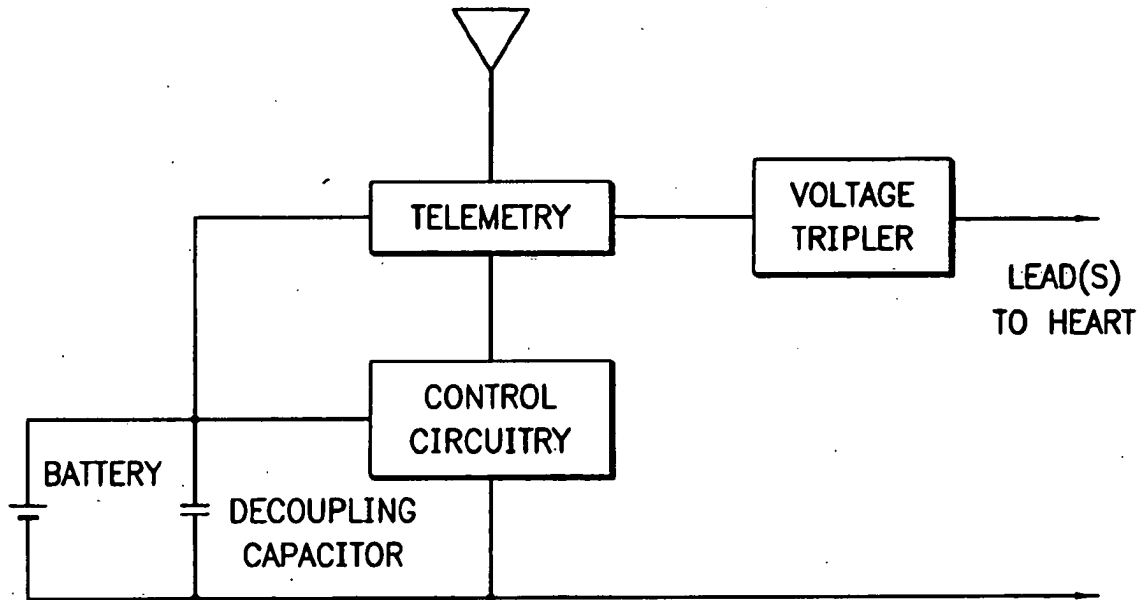 TELEMETRY
VOLTAGE
TRIPLER
LEAD(S)
TO HEART
CONTROL
CIRCUITRY
BATTERY
DECOUPLING
CAPACITOR